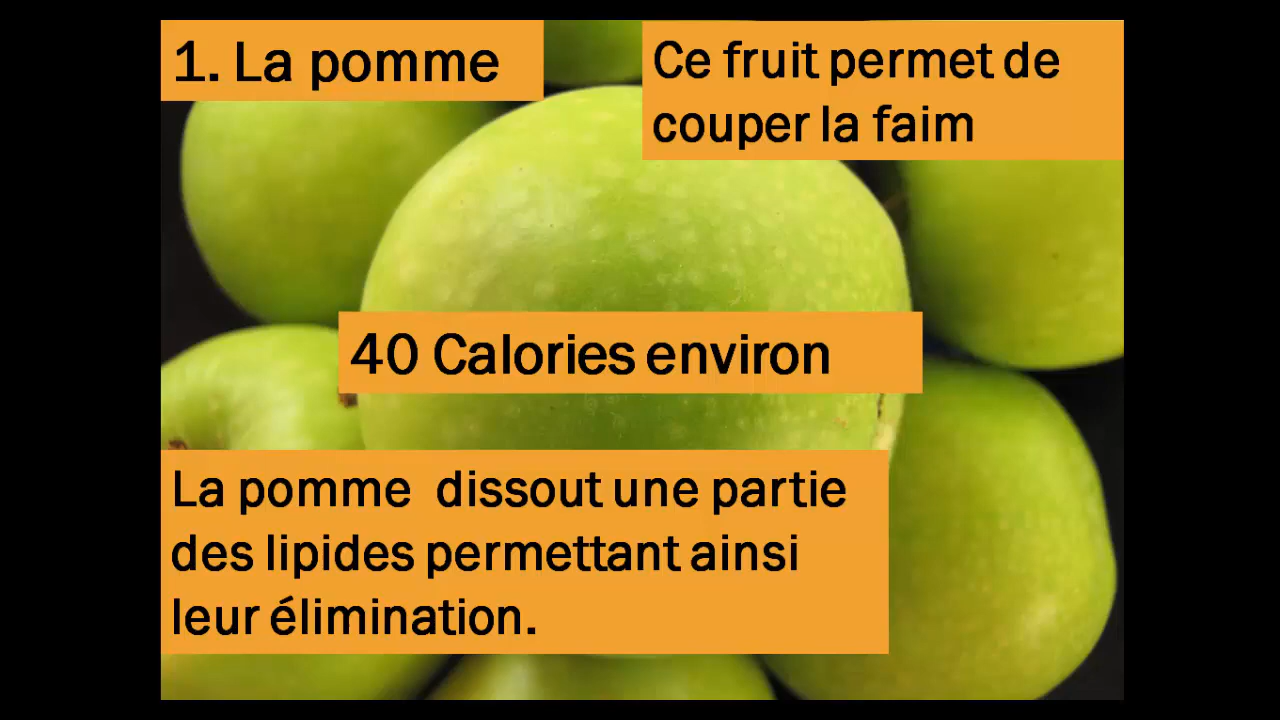 1. La pomme
Ce fruit permet de
couper la faim
40 Calories environ
La pomme dissout une partie
des lipides permettant ainsi
leur élimination.